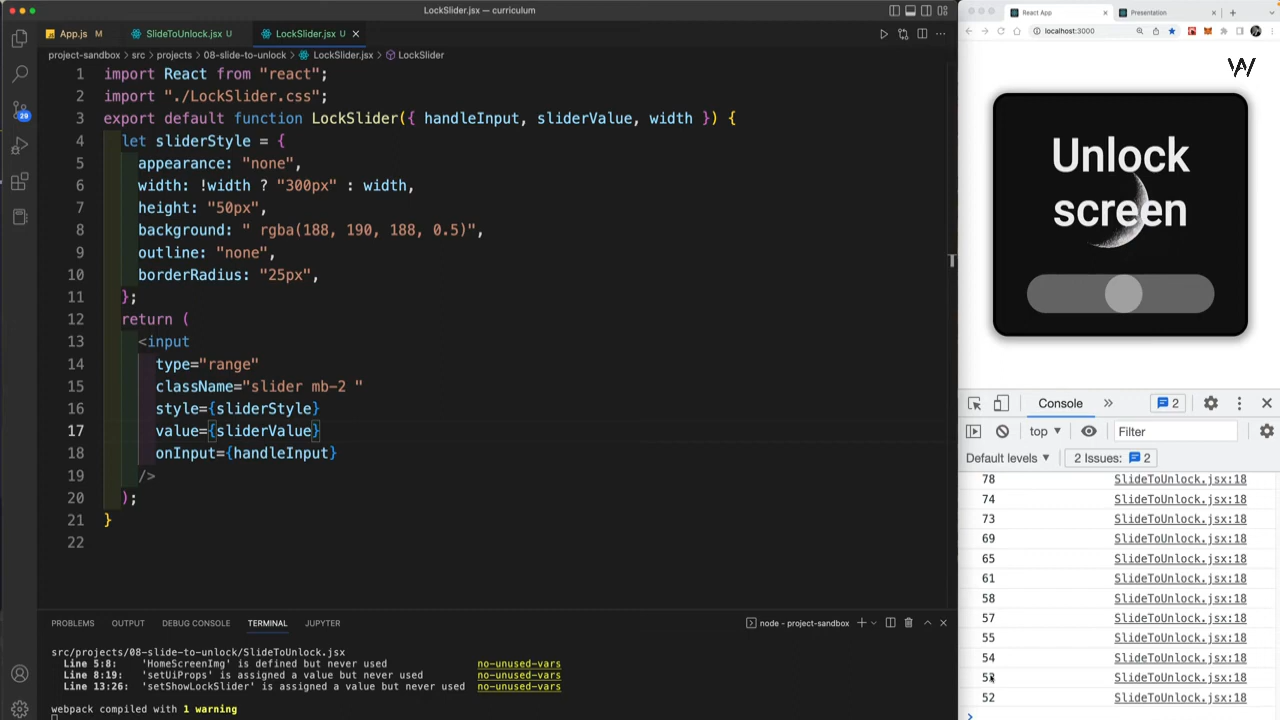 LockSlider.jsx — curriculum
App.js M
SlideToUnlock.jsx U
LockSlider.jsx U
project-sandbox > src > projects > 08-slide-to-unlock > LockSlider.jsx > LockSlider
1 import React from "react";
2 import "./LockSlider.css";
3 export default function LockSlider({ handleInput, sliderValue, width }) {
4 let sliderStyle = {
5 appearance: "none",
6 width: !width ? "300px" : width,
7 height: "50px",
8 background: " rgba(188, 190, 188, 0.5)",
9 outline: "none",
10 borderRadius: "25px",
11 };
12 return (
13 <input
14 type="range"
15 className="slider mb-2 "
16 style={sliderStyle}
17 value={sliderValue}
18 onInput={handleInput}
19 />
20 );
21 }
22
29
PROBLEMS OUTPUT DEBUG CONSOLE TERMINAL JUPYTER
node - project-sandbox
src/projects/08-slide-to-unlock/SlideToUnlock.jsx
Line 5:8: 'HomeScreenImg' is defined but never used no-unused-vars
Line 8:19: 'setUiProps' is assigned a value but never used no-unused-vars
Line 13:26: 'setShowLockSlider' is assigned a value but never used no-unused-vars
webpack compiled with 1 warning
React App
Presentation
localhost:3000
W
Unlock
screen
Console » 2
top Filter
Default levels 2 Issues: 2
78 SlideToUnlock.jsx:18
74 SlideToUnlock.jsx:18
73 SlideToUnlock.jsx:18
69 SlideToUnlock.jsx:18
65 SlideToUnlock.jsx:18
61 SlideToUnlock.jsx:18
58 SlideToUnlock.jsx:18
57 SlideToUnlock.jsx:18
55 SlideToUnlock.jsx:18
54 SlideToUnlock.jsx:18
SlideToUnlock.jsx:18
52 SlideToUnlock.jsx:18